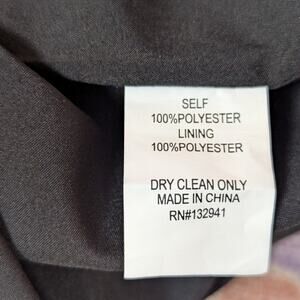 SELF
100%POLYESTER
LINING
100%POLYESTER
DRY CLEAN ONLY
MADE IN CHINA
RN#132941